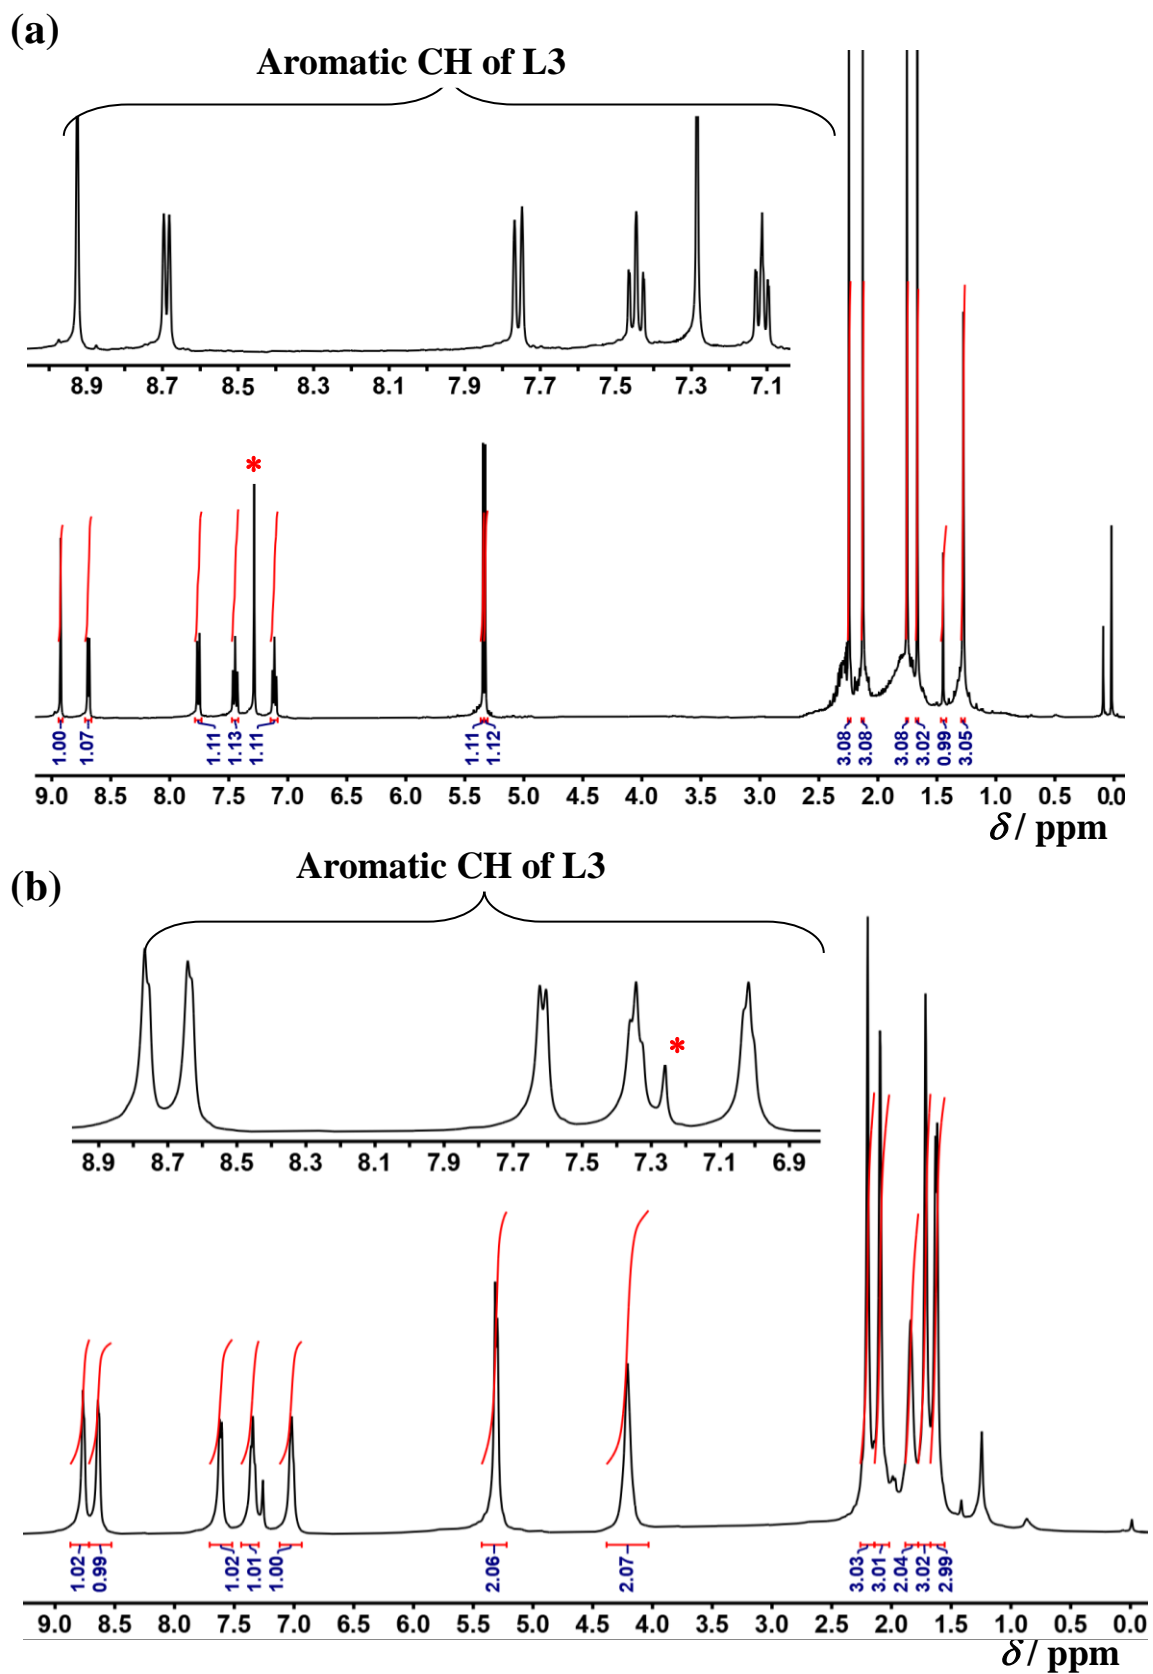 (a)
Aromatic CH of L3
8.9 8.7 8.5 8.3 8.1 7.9 7.7 7.5 7.3 7.1
*
1.00 1.07 1.11 1.13 1.11 1.11 1.12 3.08 3.08 3.08 3.02 0.99 3.05
9.0 8.5 8.0 7.5 7.0 6.5 6.0 5.5 5.0 4.5 4.0 3.5 3.0 2.5 2.0 1.5 1.0 0.5 0.0
δ / ppm
(b)
Aromatic CH of L3
*
8.9 8.7 8.5 8.3 8.1 7.9 7.7 7.5 7.3 7.1 6.9
1.02 0.99 1.02 1.01 1.00 2.06 2.07 3.03 3.01 2.04 3.02 2.99
9.0 8.5 8.0 7.5 7.0 6.5 6.0 5.5 5.0 4.5 4.0 3.5 3.0 2.5 2.0 1.5 1.0 0.5 0.0
δ / ppm